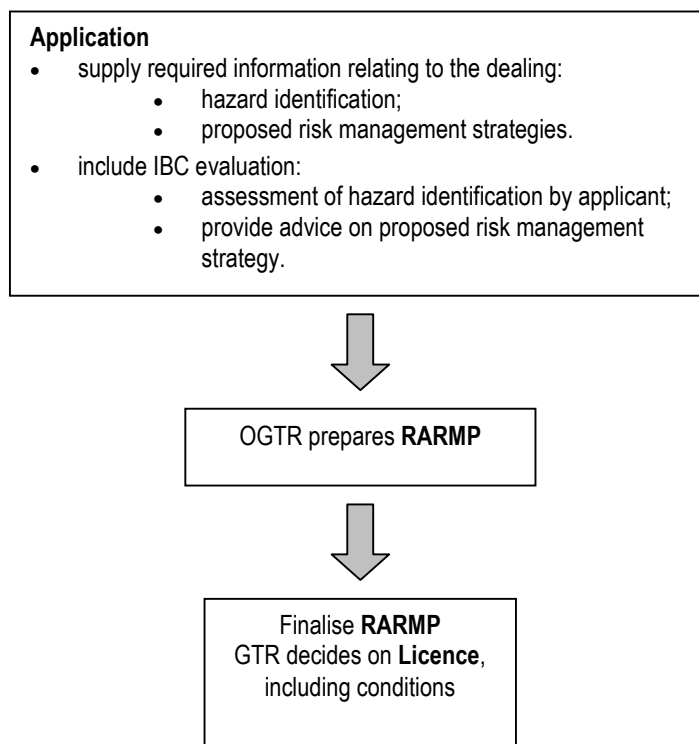 Application
• supply required information relating to the dealing:
• hazard identification;
• proposed risk management strategies.
• include IBC evaluation:
• assessment of hazard identification by applicant;
• provide advice on proposed risk management
strategy.
OGTR prepares RARMP
Finalise RARMP
GTR decides on Licence,
including conditions